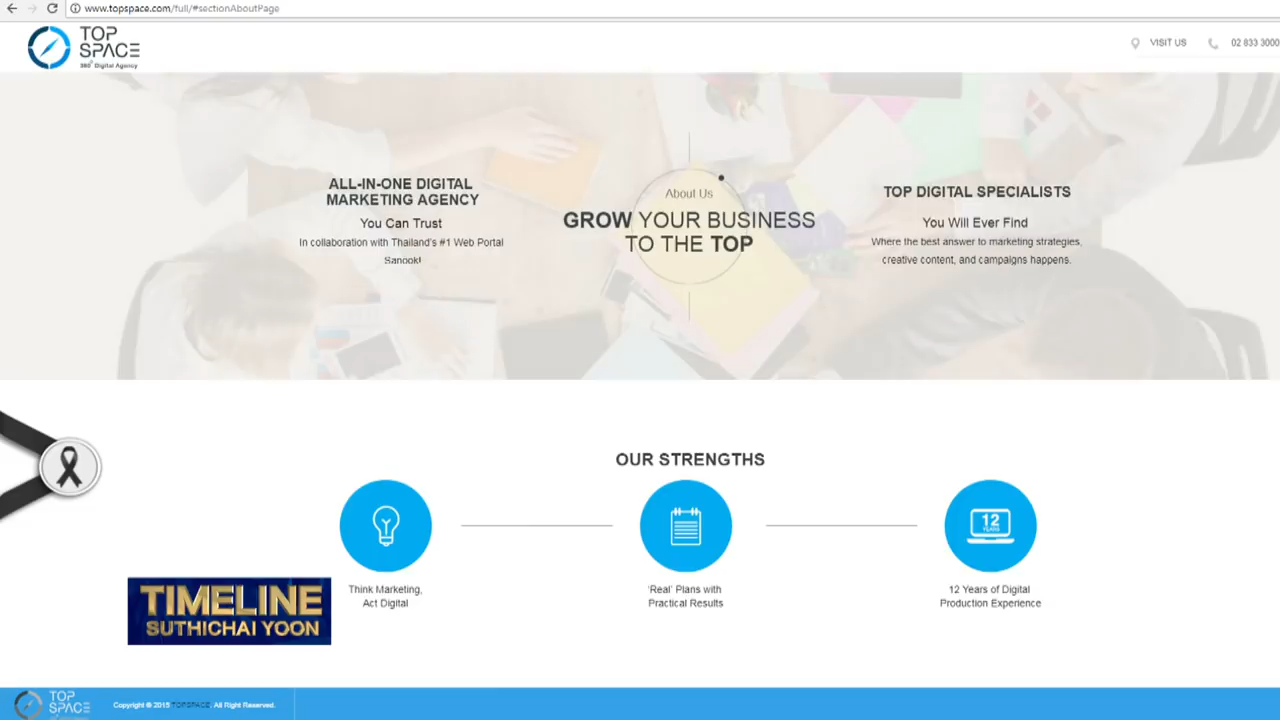 www.topspace.com/full/#sectionAboutPage
TOP
SPACE
360° Digital Agency
VISIT US
02 833 3000
ALL-IN-ONE DIGITAL
MARKETING AGENCY
You Can Trust
In collaboration with Thailand's #1 Web Portal
Sanook!
About Us
GROW YOUR BUSINESS
TO THE TOP
TOP DIGITAL SPECIALISTS
You Will Ever Find
Where the best answer to marketing strategies,
creative content, and campaigns happens.
OUR STRENGTHS
12
YEARS
Think Marketing,
Act Digital
'Real' Plans with
Practical Results
12 Years of Digital
Production Experience
TIMELINE
SUTHICHAI YOON
TOP
SPACE
Copyright © 2015 TOPSPACE. All Right Reserved.